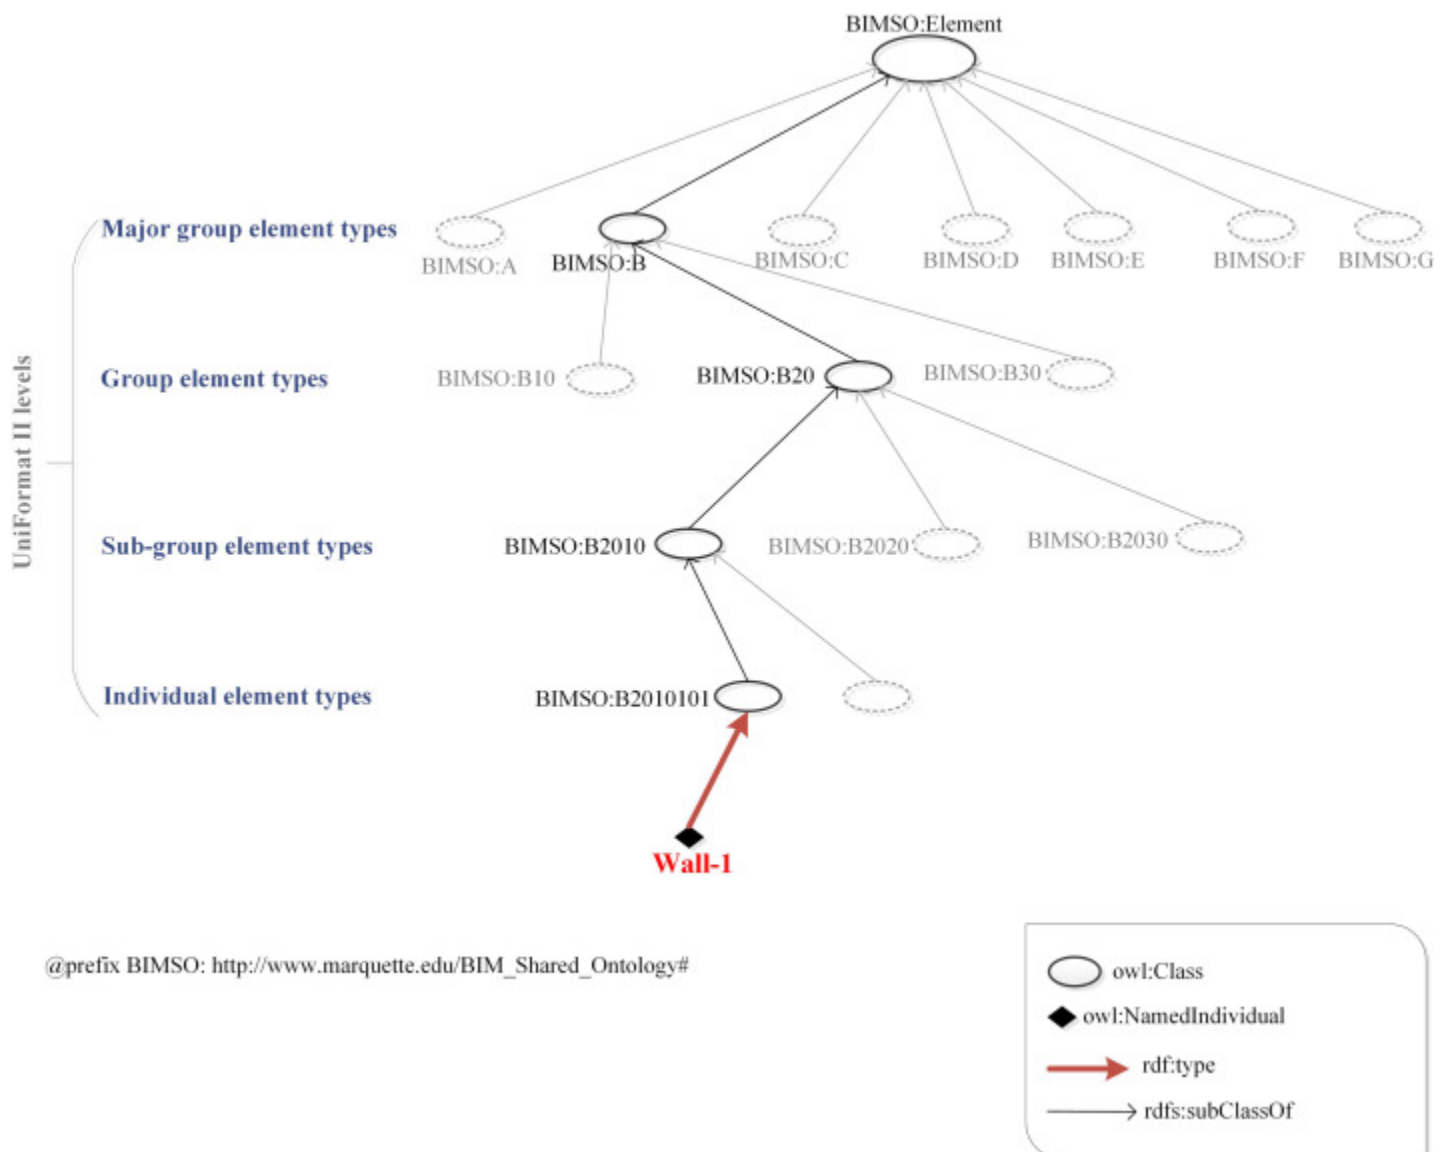 BIMSO:Element
Major group element types
BIMSO:A
BIMSO:B
BIMSO:C
BIMSO:D
BIMSO:E
BIMSO:F
BIMSO:G
UniFormat II levels
Group element types
BIMSO:B10
BIMSO:B20
BIMSO:B30
Sub-group element types
BIMSO:B2010
BIMSO:B2020
BIMSO:B2030
Individual element types
BIMSO:B2010101
Wall-1
@prefix BIMSO: http://www.marquette.edu/BIM_Shared_Ontology#
owl:Class
owl:NamedIndividual
rdf:type
rdfs:subClassOf